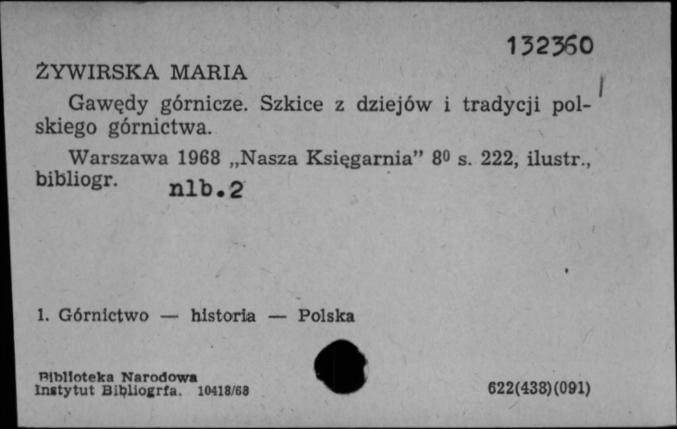 132360
ŻYWIRSKA MARIA
Gawędy górnicze. Szkice z dziejów i tradycji pol-
skiego górnictwa.
Warszawa 1968 „Nasza Księgarnia” 8⁰ s. 222, ilustr.,
bibliogr. nlb.2
1. Górnictwo — historia — Polska
Biblioteka Narodowa
Instytut Bibliogrfa. 10418/68
622(438)(091)